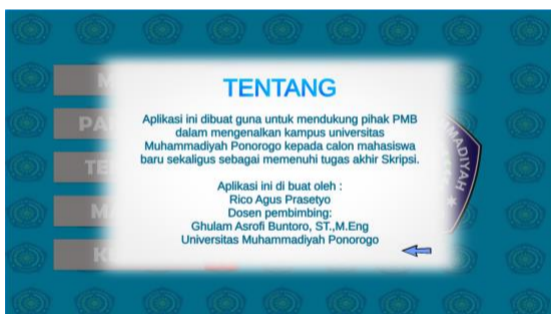 TENTANG
Aplikasi ini dibuat guna untuk mendukung pihak PMB
dalam mengenalkan kampus universitas
Muhammadiyah Ponorogo kepada calon mahasiswa
baru sekaligus sebagai memenuhi tugas akhir Skripsi.
Aplikasi ini di buat oleh :
Rico Agus Prasetyo
Dosen pembimbing:
Ghulam Asrofi Buntoro, ST.,M.Eng
Universitas Muhammadiyah Ponorogo